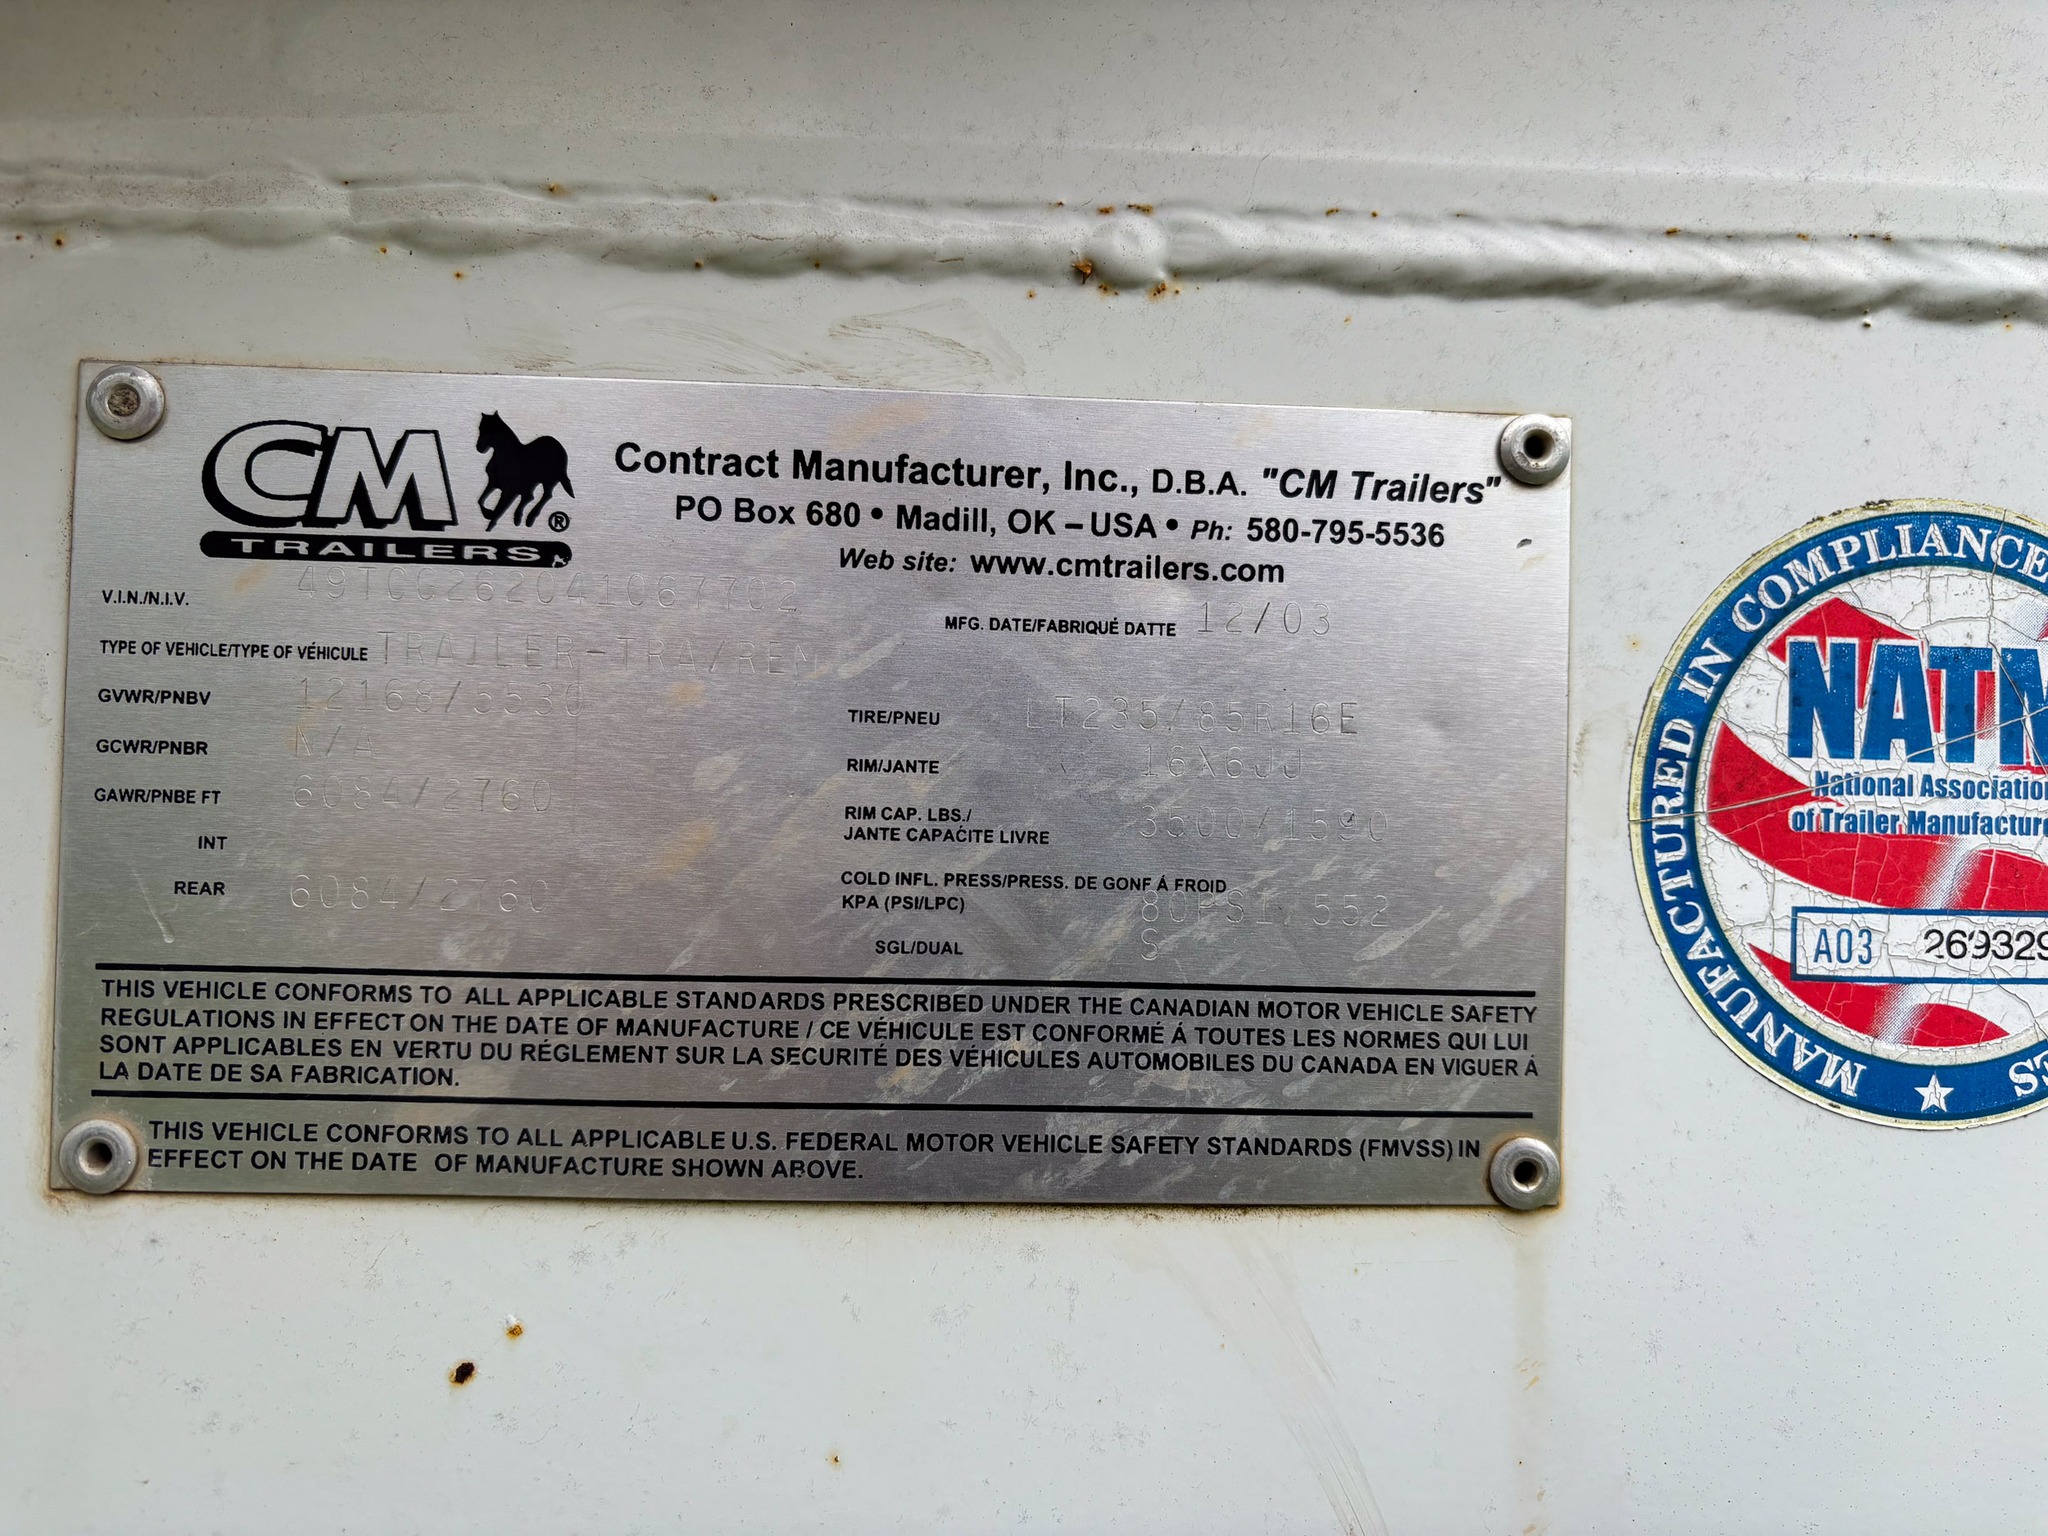 CM ®
TRAILERS
Contract Manufacturer, Inc., D.B.A. "CM Trailers"
PO Box 680 • Madill, OK – USA • Ph: 580-795-5536
Web site: www.cmtrailers.com
V.I.N./N.I.V.
MFG. DATE/FABRIQUÉ DATTE 12/03
TYPE OF VEHICLE/TYPE OF VÉHICULE TRAILER-TRA/REM
GVWR/PNBV 12168/5530
TIRE/PNEU LT235/85R16E
GCWR/PNBR N/A
RIM/JANTE 16X6JJ
GAWR/PNBE FT 6084/2760
RIM CAP. LBS./
JANTE CAPAĆITE LIVRE 3500/1590
INT
REAR 6084/2760
COLD INFL. PRESS/PRESS. DE GONF Á FROID
KPA (PSI/LPC) 80PSI/552
SGL/DUAL S
THIS VEHICLE CONFORMS TO ALL APPLICABLE STANDARDS PRESCRIBED UNDER THE CANADIAN MOTOR VEHICLE SAFETY
REGULATIONS IN EFFECT ON THE DATE OF MANUFACTURE / CE VÉHICULE EST CONFORMÉ Á TOUTES LES NORMES QUI LUI
SONT APPLICABLES EN VERTU DU RÉGLEMENT SUR LA SECURITÉ DES VÉHICULES AUTOMOBILES DU CANADA EN VIGUER Á
LA DATE DE SA FABRICATION.
THIS VEHICLE CONFORMS TO ALL APPLICABLE U.S. FEDERAL MOTOR VEHICLE SAFETY STANDARDS (FMVSS) IN
EFFECT ON THE DATE OF MANUFACTURE SHOWN ABOVE.
MANUFACTURED IN COMPLIANCE
NATM
National Association
of Trailer Manufacture
A03 269329